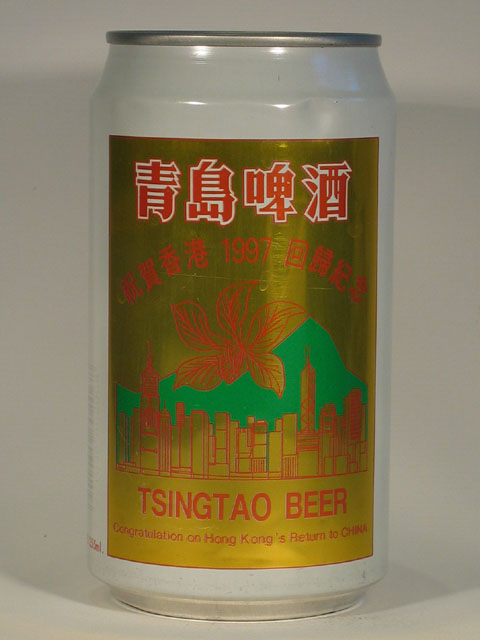 青島啤酒
祝賀香港 1997 回歸紀念
TSINGTAO BEER
Congratulation on Hong Kong's Return to CHINA